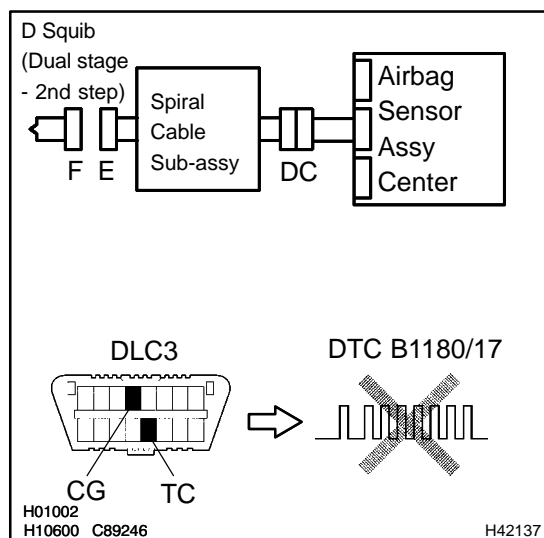 D Squib
(Dual stage
- 2nd step)
Spiral
Cable
Sub-assy
Airbag
Sensor
Assy
Center
F
E
DC
DLC3
DTC B1180/17
CG
TC
H01002
H10600 C89246
H42137